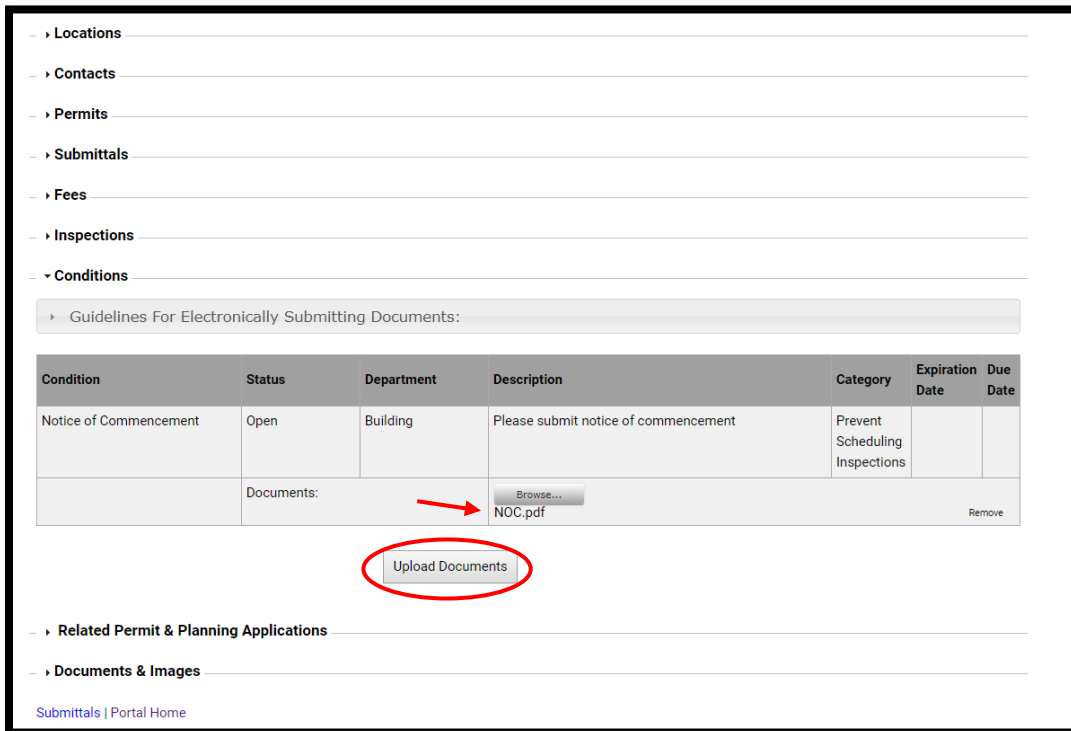 Locations
Contacts
Permits
Submittals
Fees
Inspections
Conditions
Guidelines For Electronically Submitting Documents:
Condition Status Department Description Category Expiration Date Due Date
Notice of Commencement Open Building Please submit notice of commencement Prevent Scheduling Inspections
Documents: Browse...
NOC.pdf Remove
Upload Documents
Related Permit & Planning Applications
Documents & Images
Submittals | Portal Home